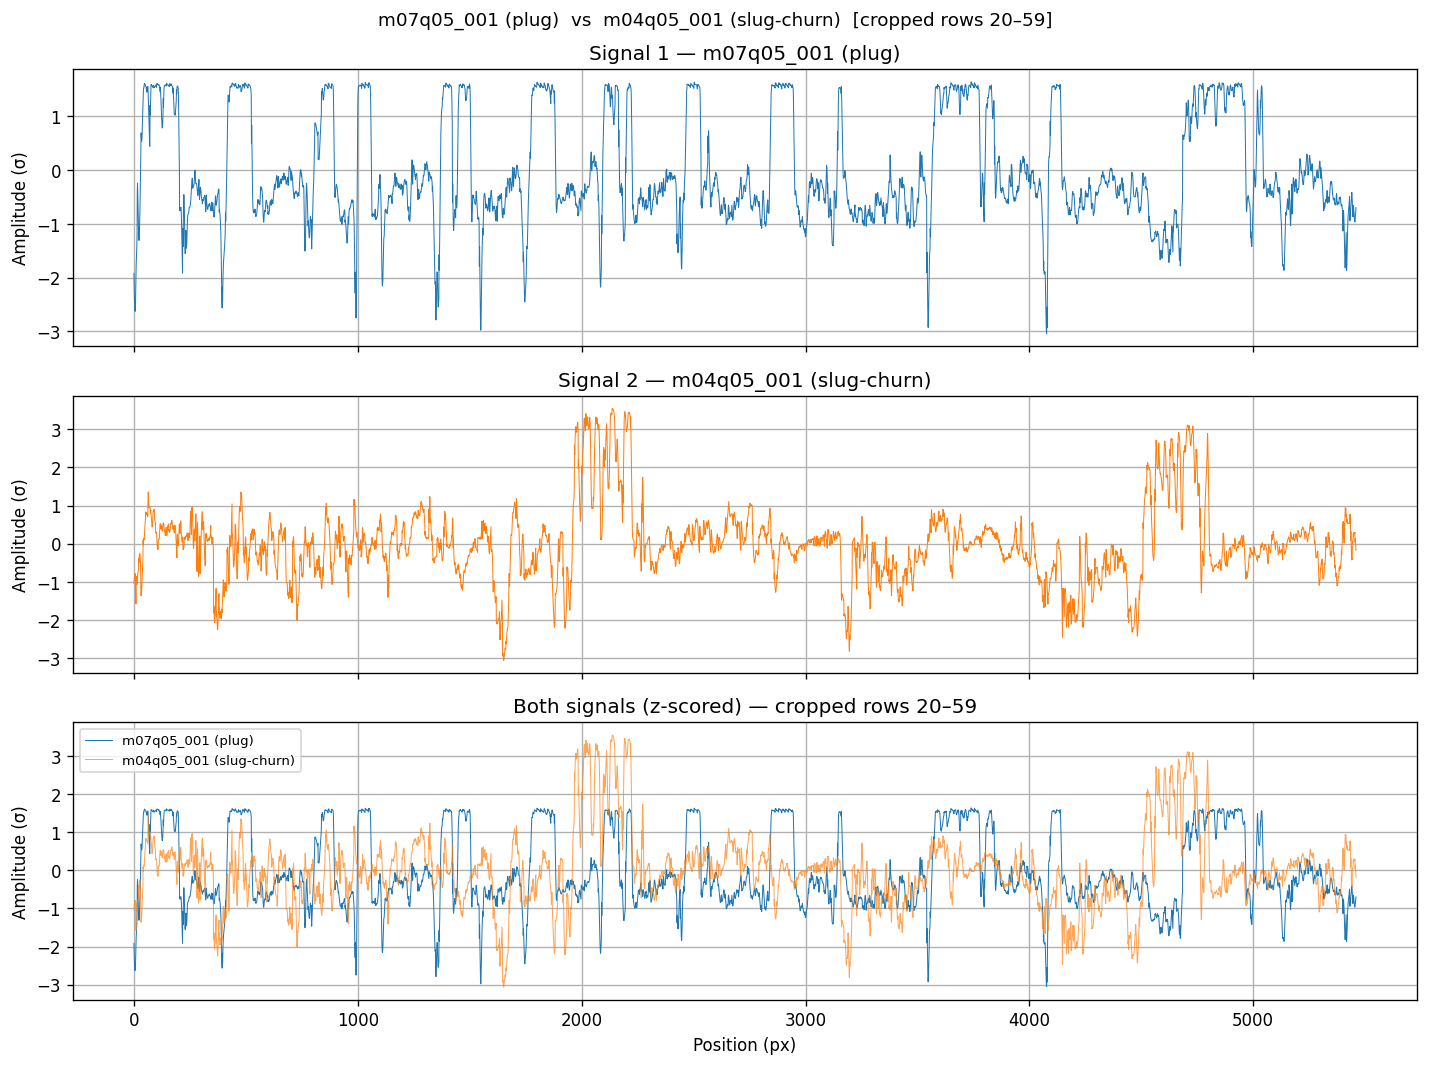 m07q05_001 (plug)  vs  m04q05_001 (slug-churn)  [cropped rows 20–59]
Signal 1 — m07q05_001 (plug)
Amplitude (σ)
1
0
−1
−2
−3
Signal 2 — m04q05_001 (slug-churn)
Amplitude (σ)
3
2
1
0
−1
−2
−3
Both signals (z-scored) — cropped rows 20–59
m07q05_001 (plug)
m04q05_001 (slug-churn)
Amplitude (σ)
3
2
1
0
−1
−2
−3
0 1000 2000 3000 4000 5000
Position (px)